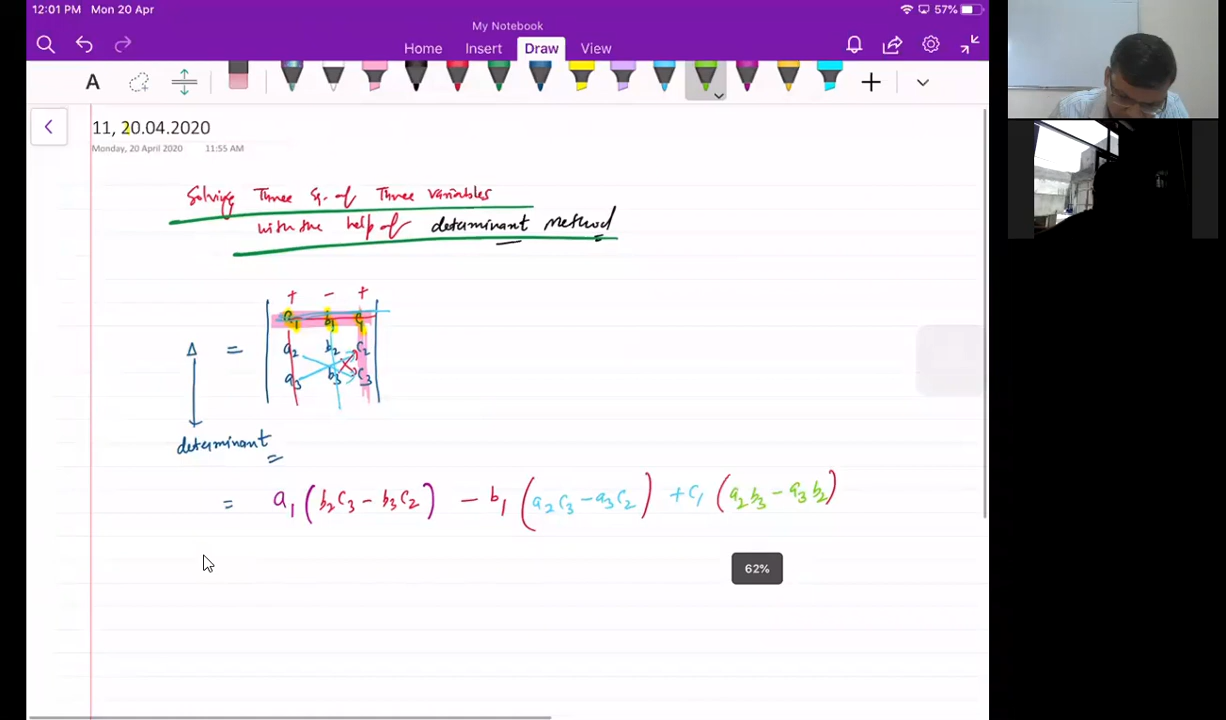 12:01 PM Mon 20 Apr
57%
My Notebook
Home Insert Draw View
A
11, 20.04.2020
Monday, 20 April 2020 11:55 AM
Solving Three Eq. of Three variables
with the help of determinant method
+ - +
a₁ b₁ c₁
Δ = a₂ b₂ c₂
a₃ b₃ c₃
determinant
= a₁ (b₂c₃ - b₃c₂) - b₁ (a₂c₃ - a₃c₂) + c₁ (a₂b₃ - a₃b₂)
62%